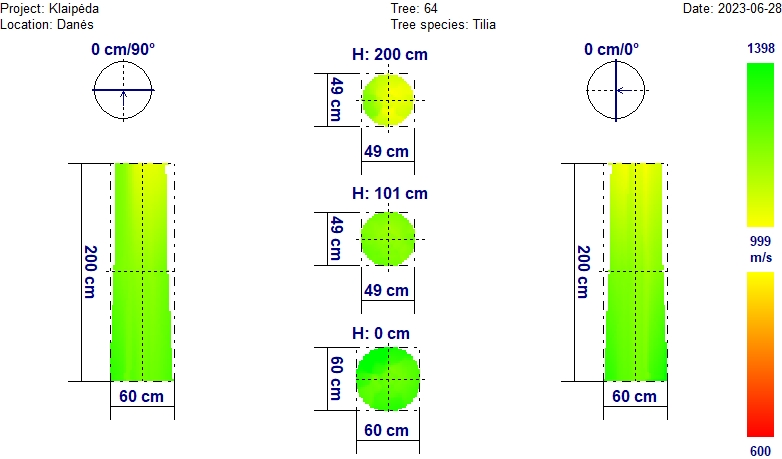 Project: Klaipėda
Tree: 64
Date: 2023-06-28
Location: Danės
Tree species: Tilia
0 cm/90°
H: 200 cm
0 cm/0°
1398
49 cm
49 cm
H: 101 cm
49 cm
49 cm
200 cm
200 cm
999
m/s
H: 0 cm
60 cm
60 cm
60 cm
60 cm
600